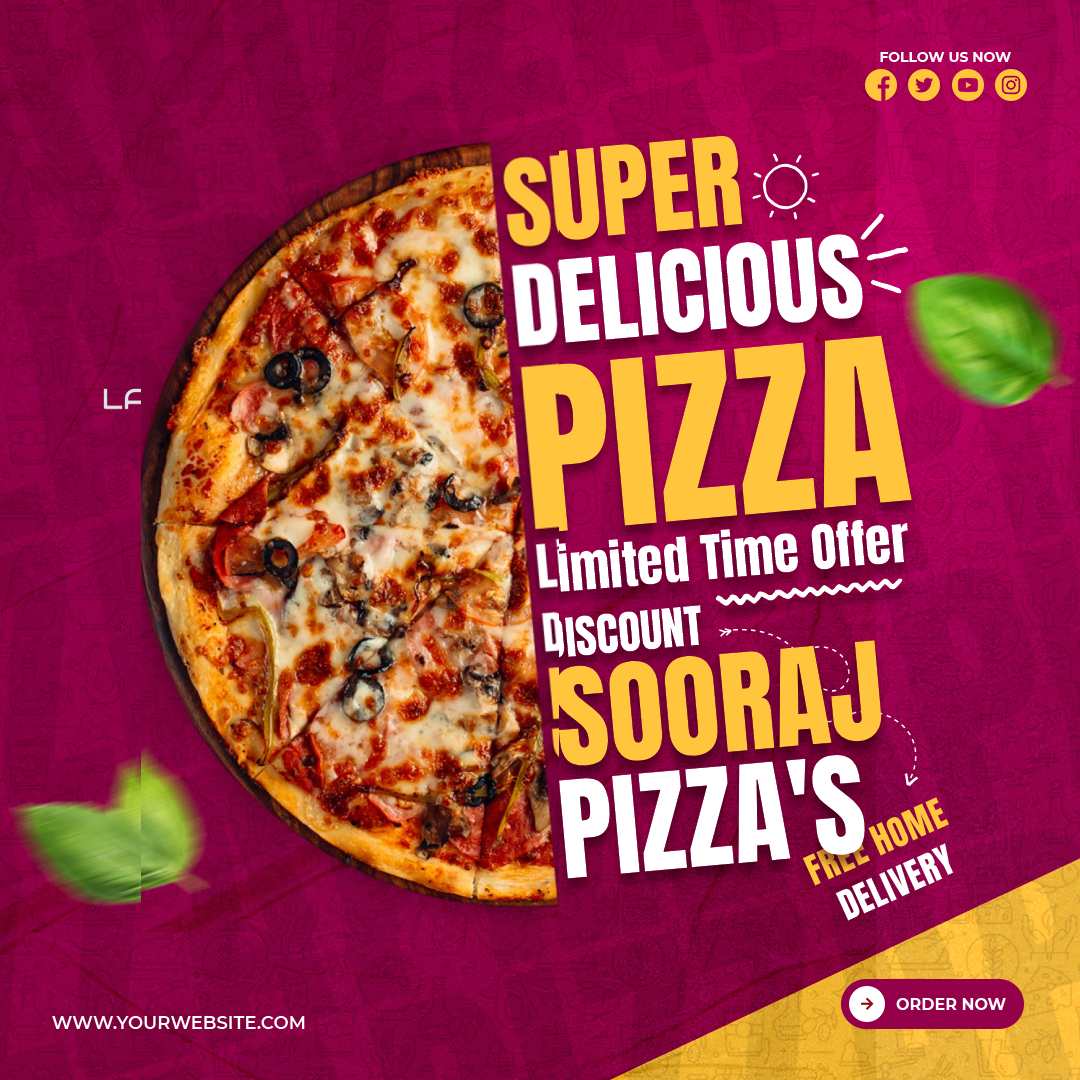 FOLLOW US NOW
SUPER
DELICIOUS
PIZZA
LF
Limited Time Offer
DISCOUNT
SOORAJ
PIZZA'S
FREE HOME
DELIVERY
ORDER NOW
WWW.YOURWEBSITE.COM